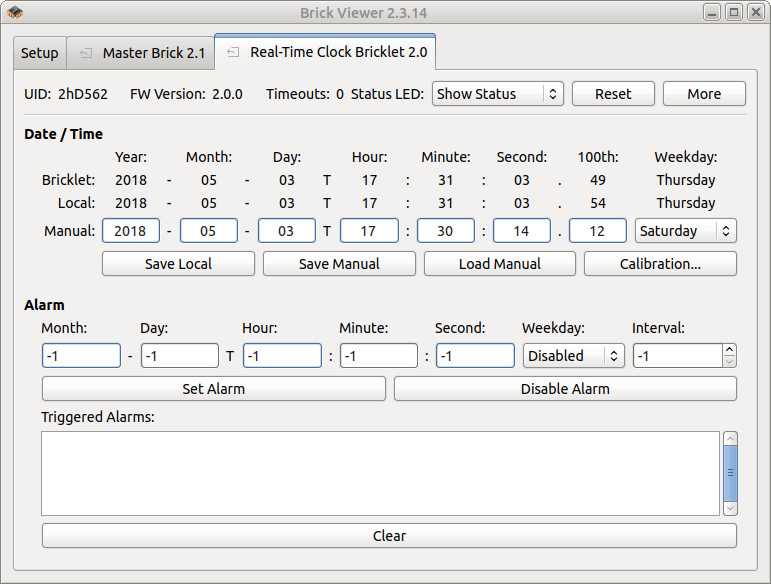 Brick Viewer 2.3.14
Setup Master Brick 2.1 Real-Time Clock Bricklet 2.0
UID: 2hD562 FW Version: 2.0.0 Timeouts: 0 Status LED: Show Status Reset More
Date / Time
Year: Month: Day: Hour: Minute: Second: 100th: Weekday:
Bricklet: 2018 - 05 - 03 T 17 : 31 : 03 . 49 Thursday
Local: 2018 - 05 - 03 T 17 : 31 : 03 . 54 Thursday
Manual: 2018 - 05 - 03 T 17 : 30 : 14 . 12 Saturday
Save Local Save Manual Load Manual Calibration...
Alarm
Month: Day: Hour: Minute: Second: Weekday: Interval:
-1 - -1 T -1 : -1 : -1 Disabled -1
Set Alarm Disable Alarm
Triggered Alarms:
Clear